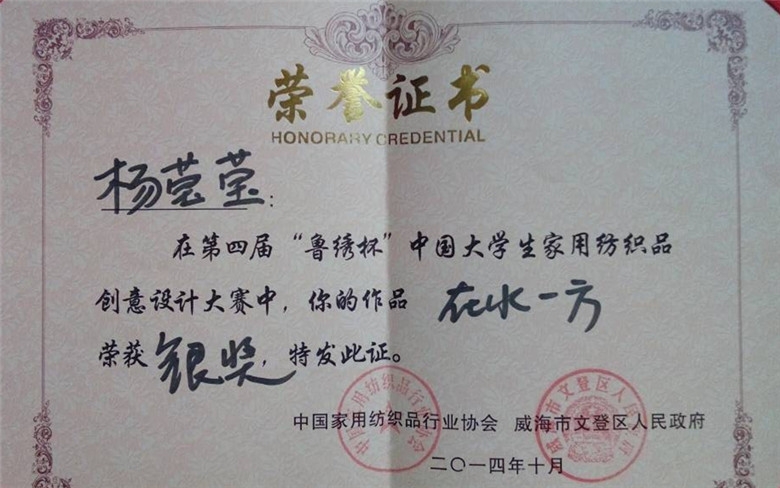 荣誉证书
HONORARY CREDENTIAL
杨莹莹：
在第四届“鲁绣杯”中国大学生家用纺织品
创意设计大赛中，你的作品 在水一方
荣获银奖，特发此证。
中国家用纺织品行业协会 威海市文登区人民政府
二〇一四年十月